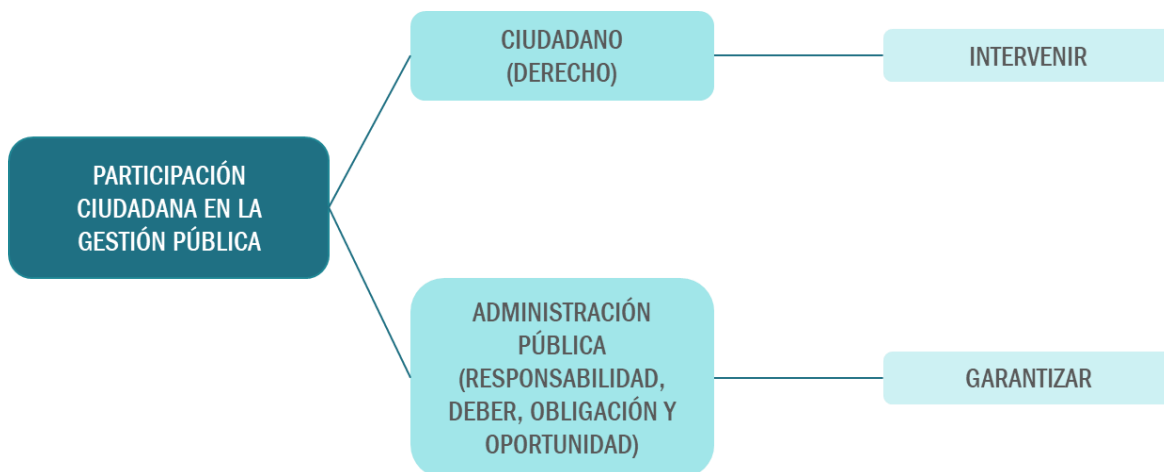 PARTICIPACIÓN
CIUDADANA EN LA
GESTIÓN PÚBLICA
CIUDADANO
(DERECHO)
INTERVENIR
ADMINISTRACIÓN
PÚBLICA
(RESPONSABILIDAD,
DEBER, OBLIGACIÓN Y
OPORTUNIDAD)
GARANTIZAR